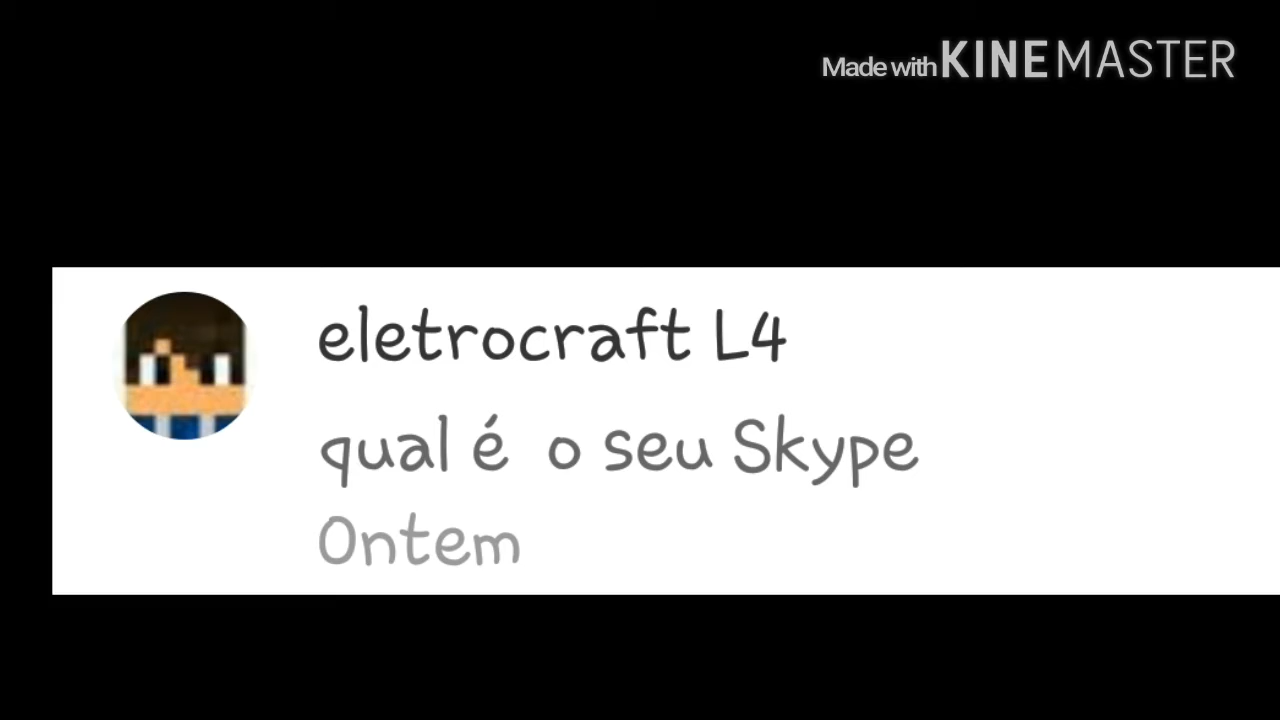 Made with KINEMASTER
eletrocraft L4
qual é o seu Skype
Ontem